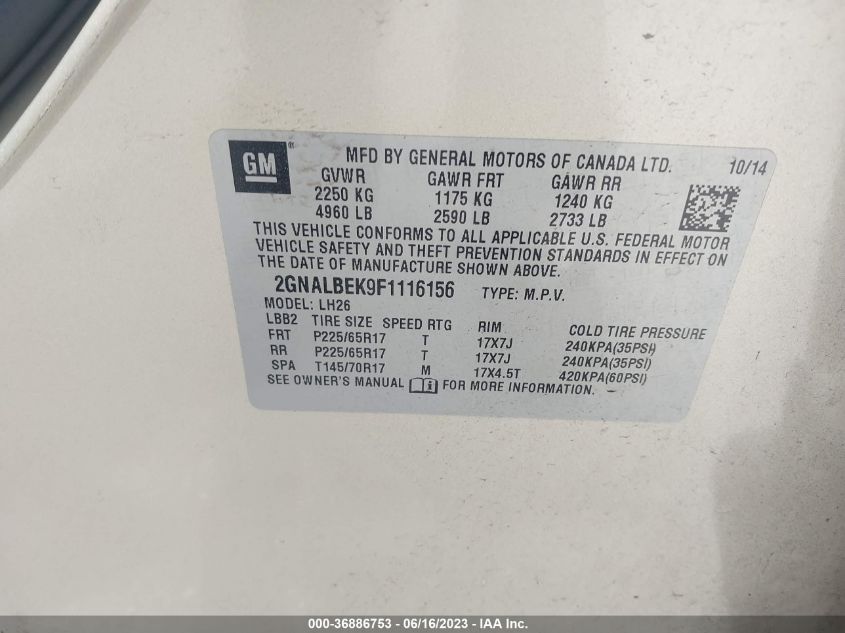 GM® MFD BY GENERAL MOTORS OF CANADA LTD. 10/14
GVWR GAWR FRT GAWR RR
2250 KG 1175 KG 1240 KG
4960 LB 2590 LB 2733 LB
THIS VEHICLE CONFORMS TO ALL APPLICABLE U.S. FEDERAL MOTOR
VEHICLE SAFETY AND THEFT PREVENTION STANDARDS IN EFFECT ON
THE DATE OF MANUFACTURE SHOWN ABOVE.
2GNALBEK9F1116156 TYPE: M.P.V.
MODEL: LH26
LBB2 TIRE SIZE SPEED RTG RIM COLD TIRE PRESSURE
FRT P225/65R17 T 17X7J 240KPA(35PSI)
RR P225/65R17 T 17X7J 240KPA(35PSI)
SPA T145/70R17 M 17X4.5T 420KPA(60PSI)
SEE OWNER'S MANUAL FOR MORE INFORMATION.
000-36886753 - 06/16/2023 - IAA Inc.